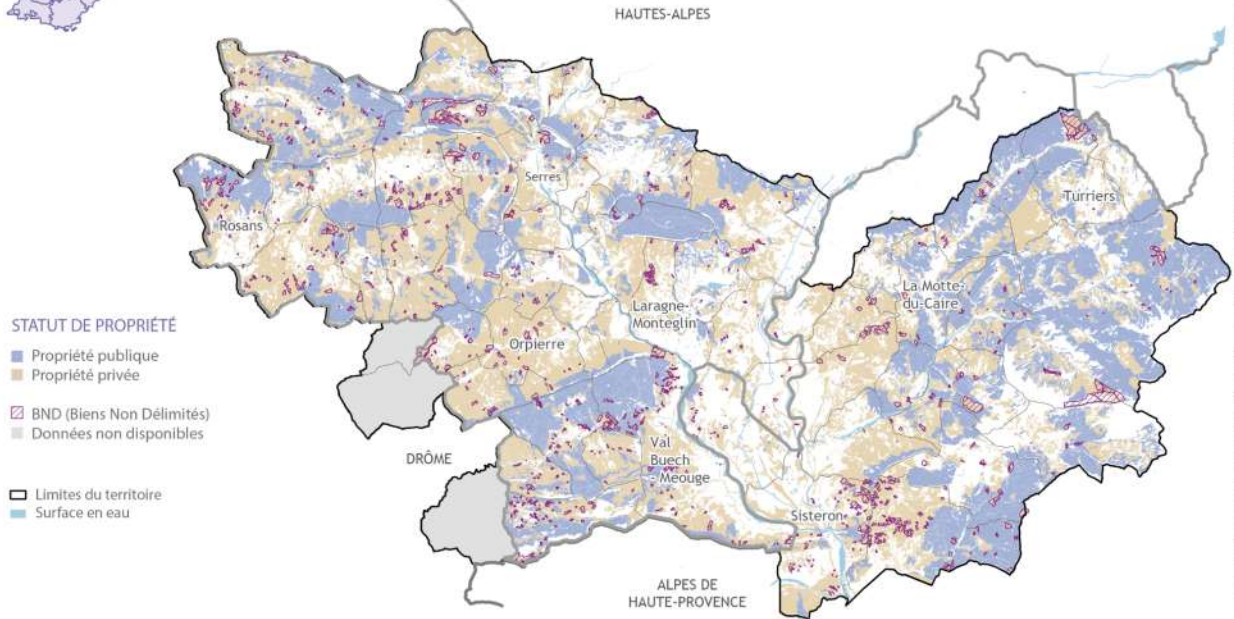 HAUTES-ALPES
Serres
Turriers
Rosans
La Motte-
du-Caire
Laragne-
Monteglin
STATUT DE PROPRIÉTÉ
Orpierre
Propriété publique
Propriété privée
BND (Biens Non Délimités)
Données non disponibles
Val
Buech
- Meouge
DRÔME
Limites du territoire
Surface en eau
Sisteron
ALPES DE
HAUTE-PROVENCE